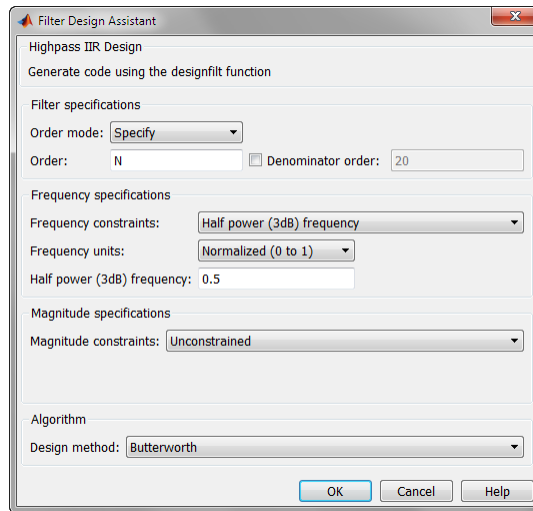 Filter Design Assistant
Highpass IIR Design
Generate code using the designfilt function
Filter specifications
Order mode: Specify
Order: N Denominator order: 20
Frequency specifications
Frequency constraints: Half power (3dB) frequency
Frequency units: Normalized (0 to 1)
Half power (3dB) frequency: 0.5
Magnitude specifications
Magnitude constraints: Unconstrained
Algorithm
Design method: Butterworth
OK Cancel Help